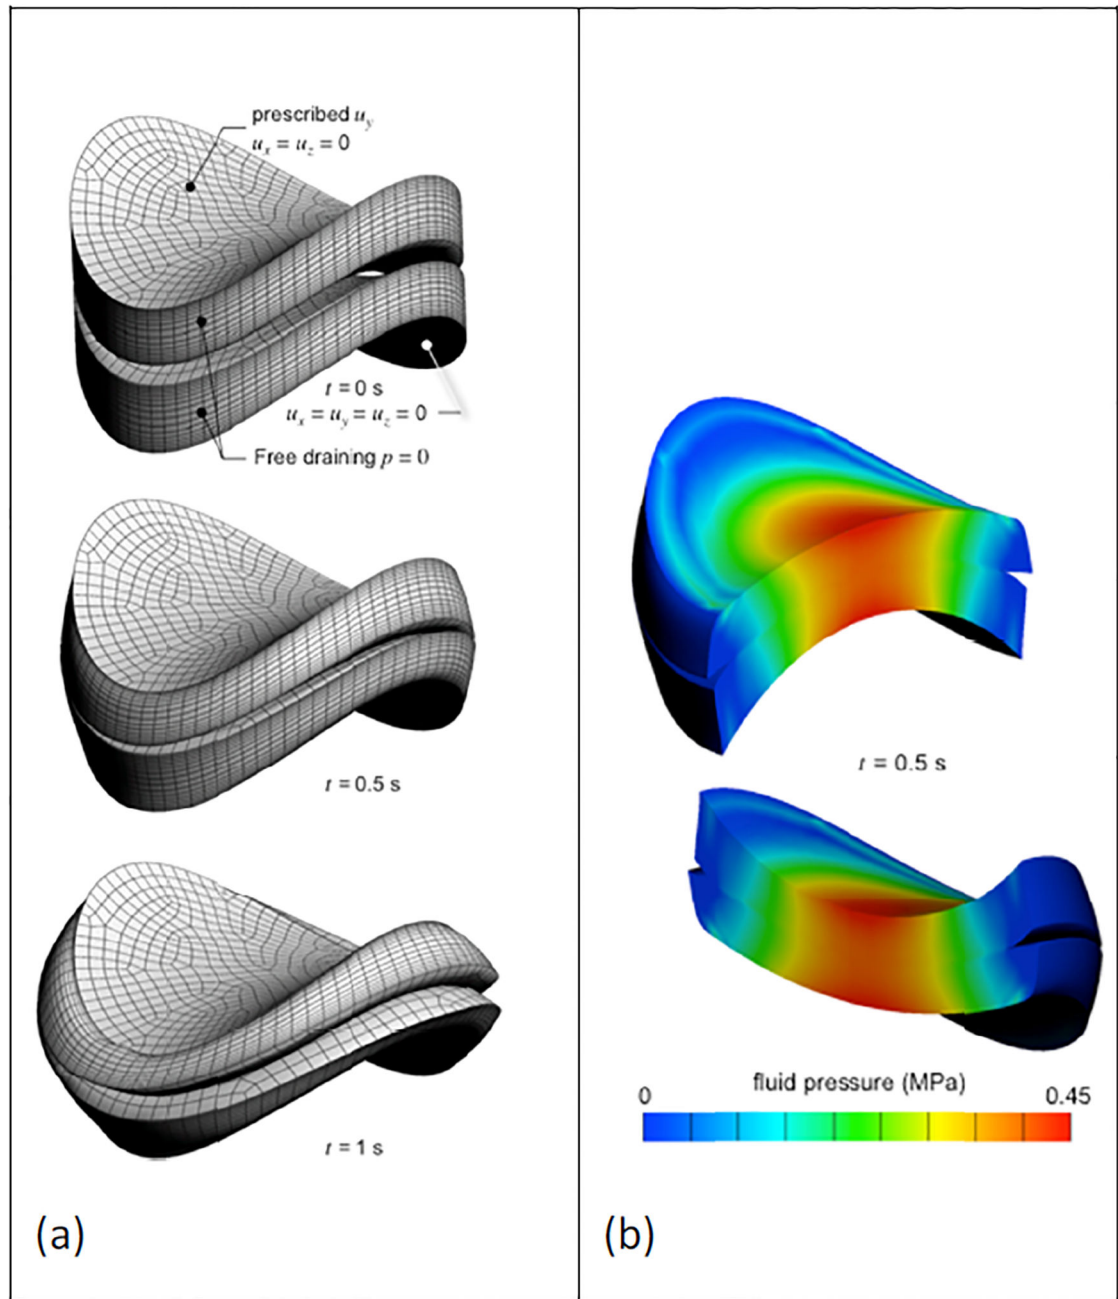 prescribed u_y
u_x = u_z = 0
t = 0 s
u_x = u_y = u_z = 0
Free draining p = 0
t = 0.5 s
t = 1 s
(a)
t = 0.5 s
fluid pressure (MPa)
0 0.45
(b)